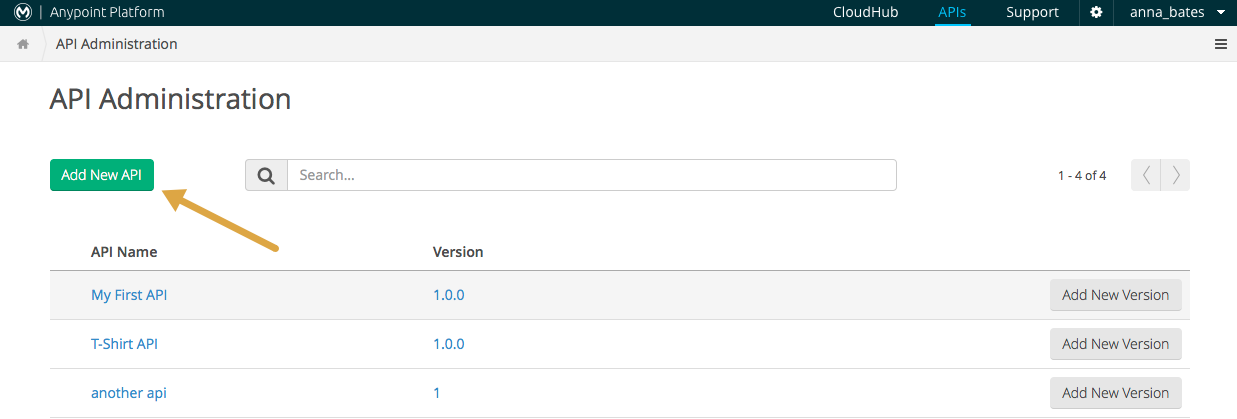 | Anypoint Platform CloudHub APIs Support anna_bates
API Administration
API Administration
Add New API Search... 1 - 4 of 4
API Name Version
My First API 1.0.0 Add New Version
T-Shirt API 1.0.0 Add New Version
another api 1 Add New Version